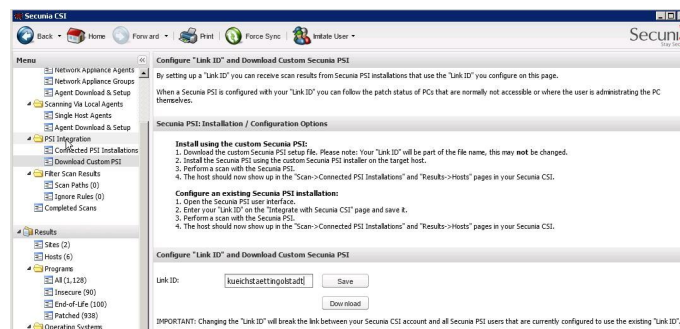 Secunia CSI
Back
Home
Forward
Print
Force Sync
Imitate User
Secunia
Stay Sec
Menu
Network Appliance Agents
Network Appliance Groups
Agent Download & Setup
Scanning Via Local Agents
Single Host Agents
Agent Download & Setup
PSI Integration
Connected PSI Installations
Download Custom PSI
Filter Scan Results
Scan Paths (0)
Ignore Rules (0)
Completed Scans
Results
Sites (2)
Hosts (6)
Programs
All (1,128)
Insecure (90)
End-of-Life (100)
Patched (938)
Operating Systems
Configure "Link ID" and Download Custom Secunia PSI
By setting up a "Link ID" you can receive scan results from Secunia PSI installations that use the "Link ID" you configure on this page.
When a Secunia PSI is configured with your "Link ID" you can follow the patch status of PCs that are normally not accessible or where the user is administrating the PC
themselves.
Secunia PSI: Installation / Configuration Options
Install using the custom Secunia PSI:
1. Download the custom Secunia PSI setup file. Please note: Your "Link ID" will be part of the file name, this may not be changed.
2. Install the Secunia PSI using the custom Secunia PSI installer on the target host.
3. Perform a scan with the Secunia PSI.
4. The host should now show up in the "Scan->Connected PSI Installations" and "Results->Hosts" pages in your Secunia CSI.
Configure an existing Secunia PSI installation:
1. Open the Secunia PSI user interface.
2. Enter your "Link ID" on the "Integrate with Secunia CSI" page and save it.
3. Perform a scan with the Secunia PSI.
4. The host should now show up in the "Scan->Connected PSI Installations" and "Results->Hosts" pages in your Secunia CSI.
Configure "Link ID" and Download Custom Secunia PSI
Link ID:
kueichstaettingolstadt
Save
Download
IMPORTANT: Changing the "Link ID" will break the link between your Secunia CSI account and all Secunia PSI users that are currently configured to use the existing "Link ID".